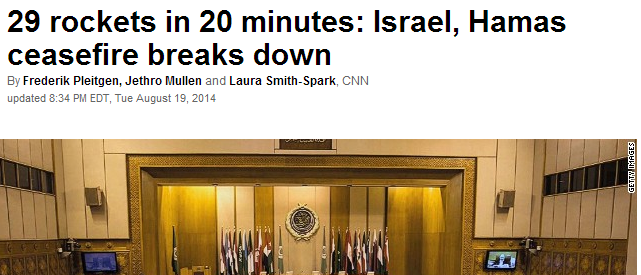 29 rockets in 20 minutes: Israel, Hamas
ceasefire breaks down
By Frederik Pleitgen, Jethro Mullen and Laura Smith-Spark, CNN
updated 8:34 PM EDT, Tue August 19, 2014
GETTY IMAGES